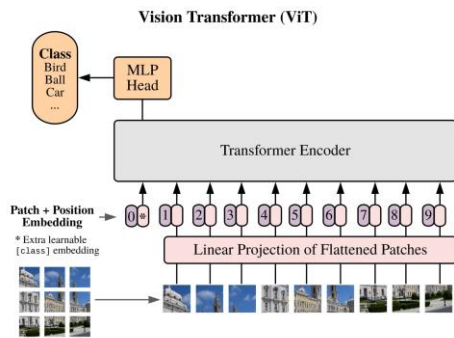 Vision Transformer (ViT)
Class
Bird
Ball
Car
...
MLP
Head
Transformer Encoder
Patch + Position
Embedding
0 * 1 2 3 4 5 6 7 8 9
* Extra learnable
[class] embedding
Linear Projection of Flattened Patches